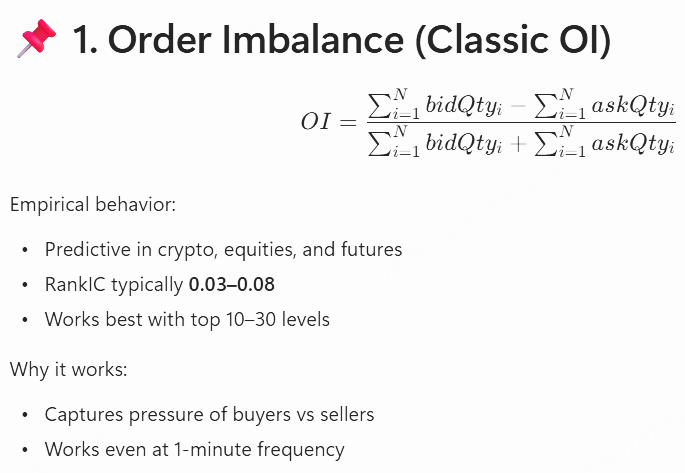 📌 1. Order Imbalance (Classic OI)
OI = \frac{\sum_{i=1}^{N} bidQty_i - \sum_{i=1}^{N} askQty_i}{\sum_{i=1}^{N} bidQty_i + \sum_{i=1}^{N} askQty_i}
Empirical behavior:
• Predictive in crypto, equities, and futures
• RankIC typically 0.03–0.08
• Works best with top 10–30 levels
Why it works:
• Captures pressure of buyers vs sellers
• Works even at 1-minute frequency